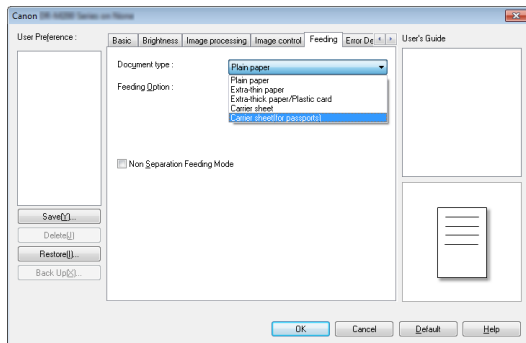 Canon
User Preference :
Basic Brightness Image processing Image control Feeding Error De
User's Guide
Document type :
Plain paper
Feeding Option :
Plain paper
Extra-thin paper
Extra-thick paper/Plastic card
Carrier sheet
Carrier sheet(for passports)
Non Separation Feeding Mode
Save(Y)...
Delete(J)
Restore(I)...
Back Up(X)...
OK Cancel Default Help